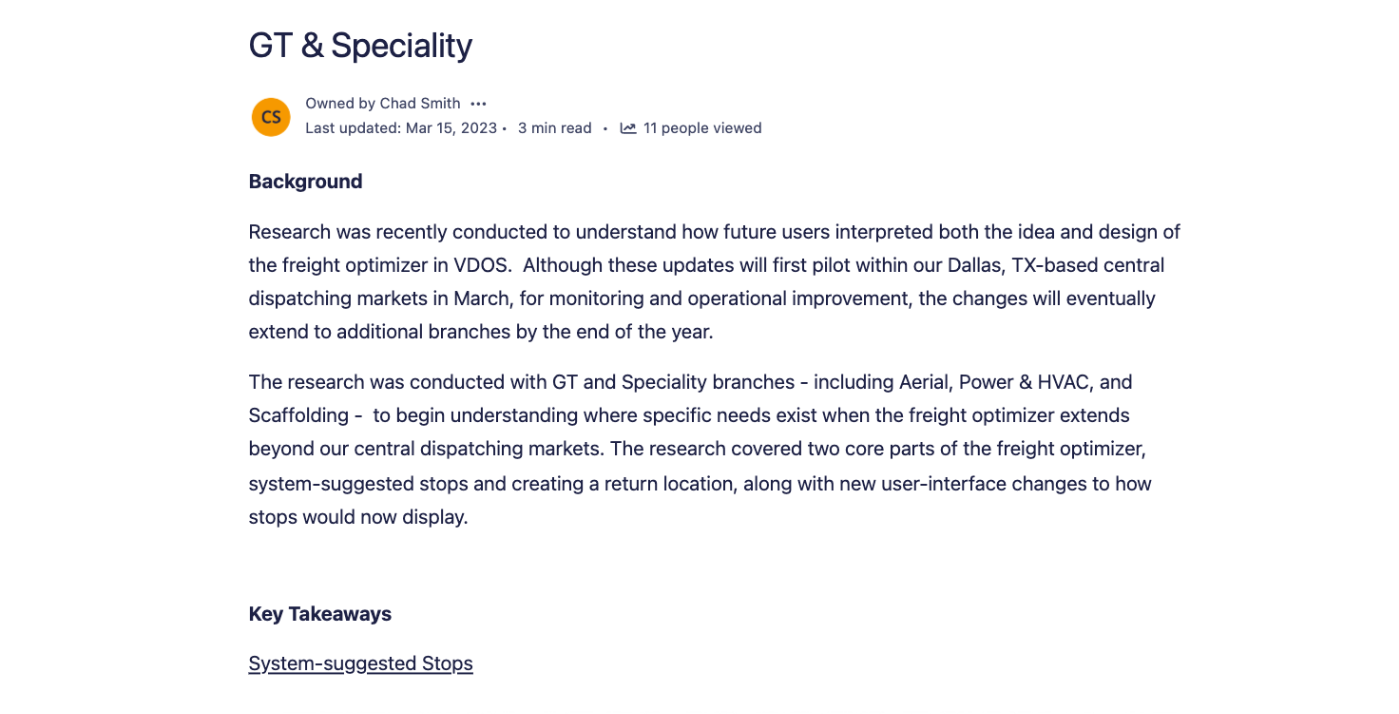 GT & Speciality
CS
Owned by Chad Smith •••
Last updated: Mar 15, 2023 • 3 min read • 11 people viewed
Background
Research was recently conducted to understand how future users interpreted both the idea and design of
the freight optimizer in VDOS.  Although these updates will first pilot within our Dallas, TX-based central
dispatching markets in March, for monitoring and operational improvement, the changes will eventually
extend to additional branches by the end of the year.
The research was conducted with GT and Speciality branches - including Aerial, Power & HVAC, and
Scaffolding -  to begin understanding where specific needs exist when the freight optimizer extends
beyond our central dispatching markets. The research covered two core parts of the freight optimizer,
system-suggested stops and creating a return location, along with new user-interface changes to how
stops would now display.
Key Takeaways
System-suggested Stops